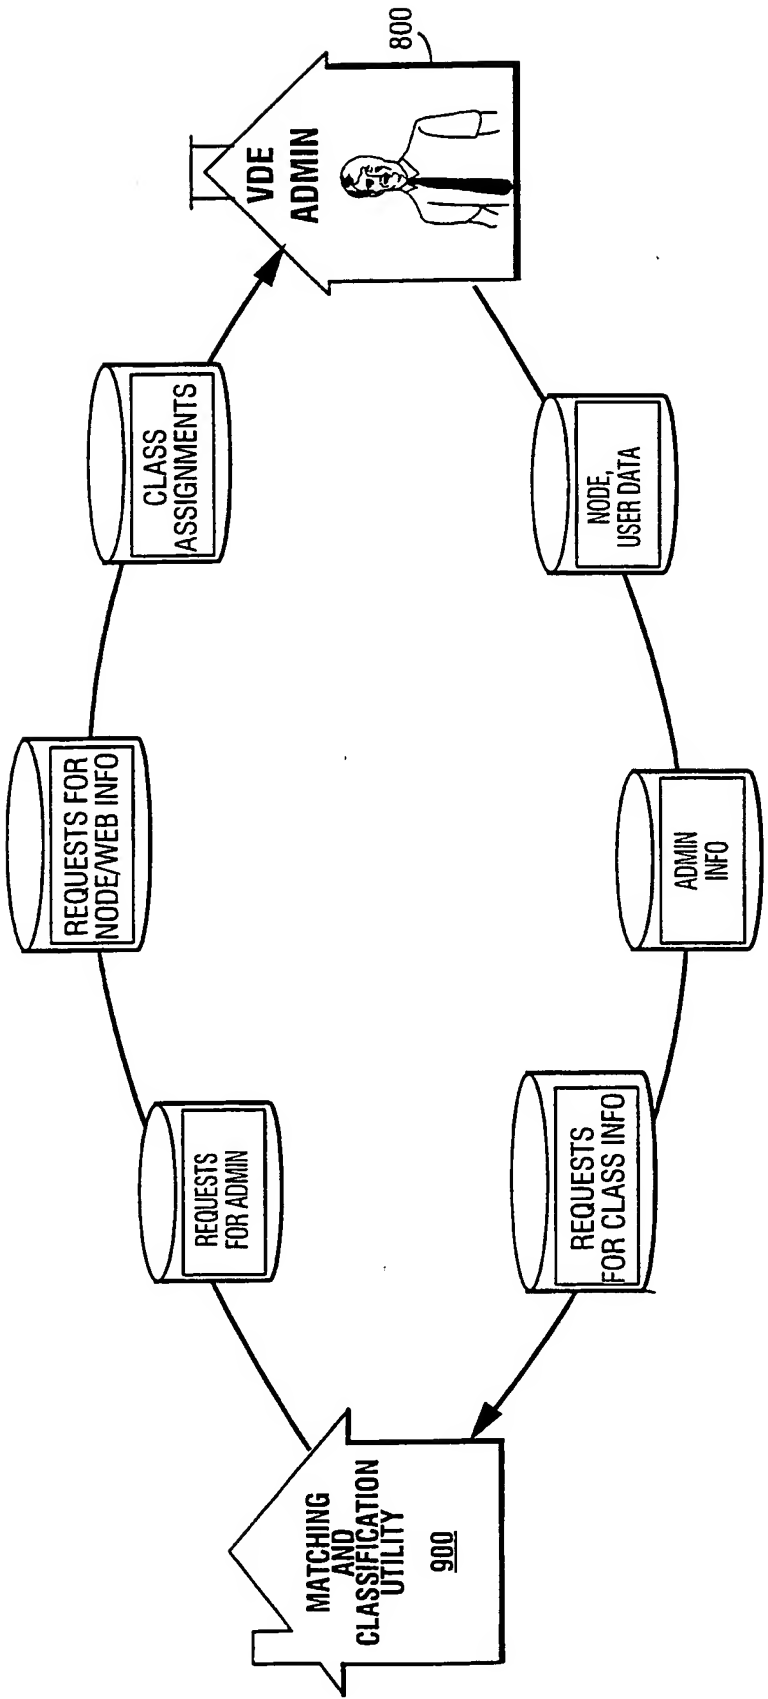 MATCHING
AND
CLASSIFICATION
UTILITY
900
REQUESTS
FOR ADMIN
REQUESTS FOR
NODE/WEB INFO
CLASS
ASSIGNMENTS
VDE
ADMIN
800
NODE,
USER DATA
ADMIN
INFO
REQUESTS
FOR CLASS INFO